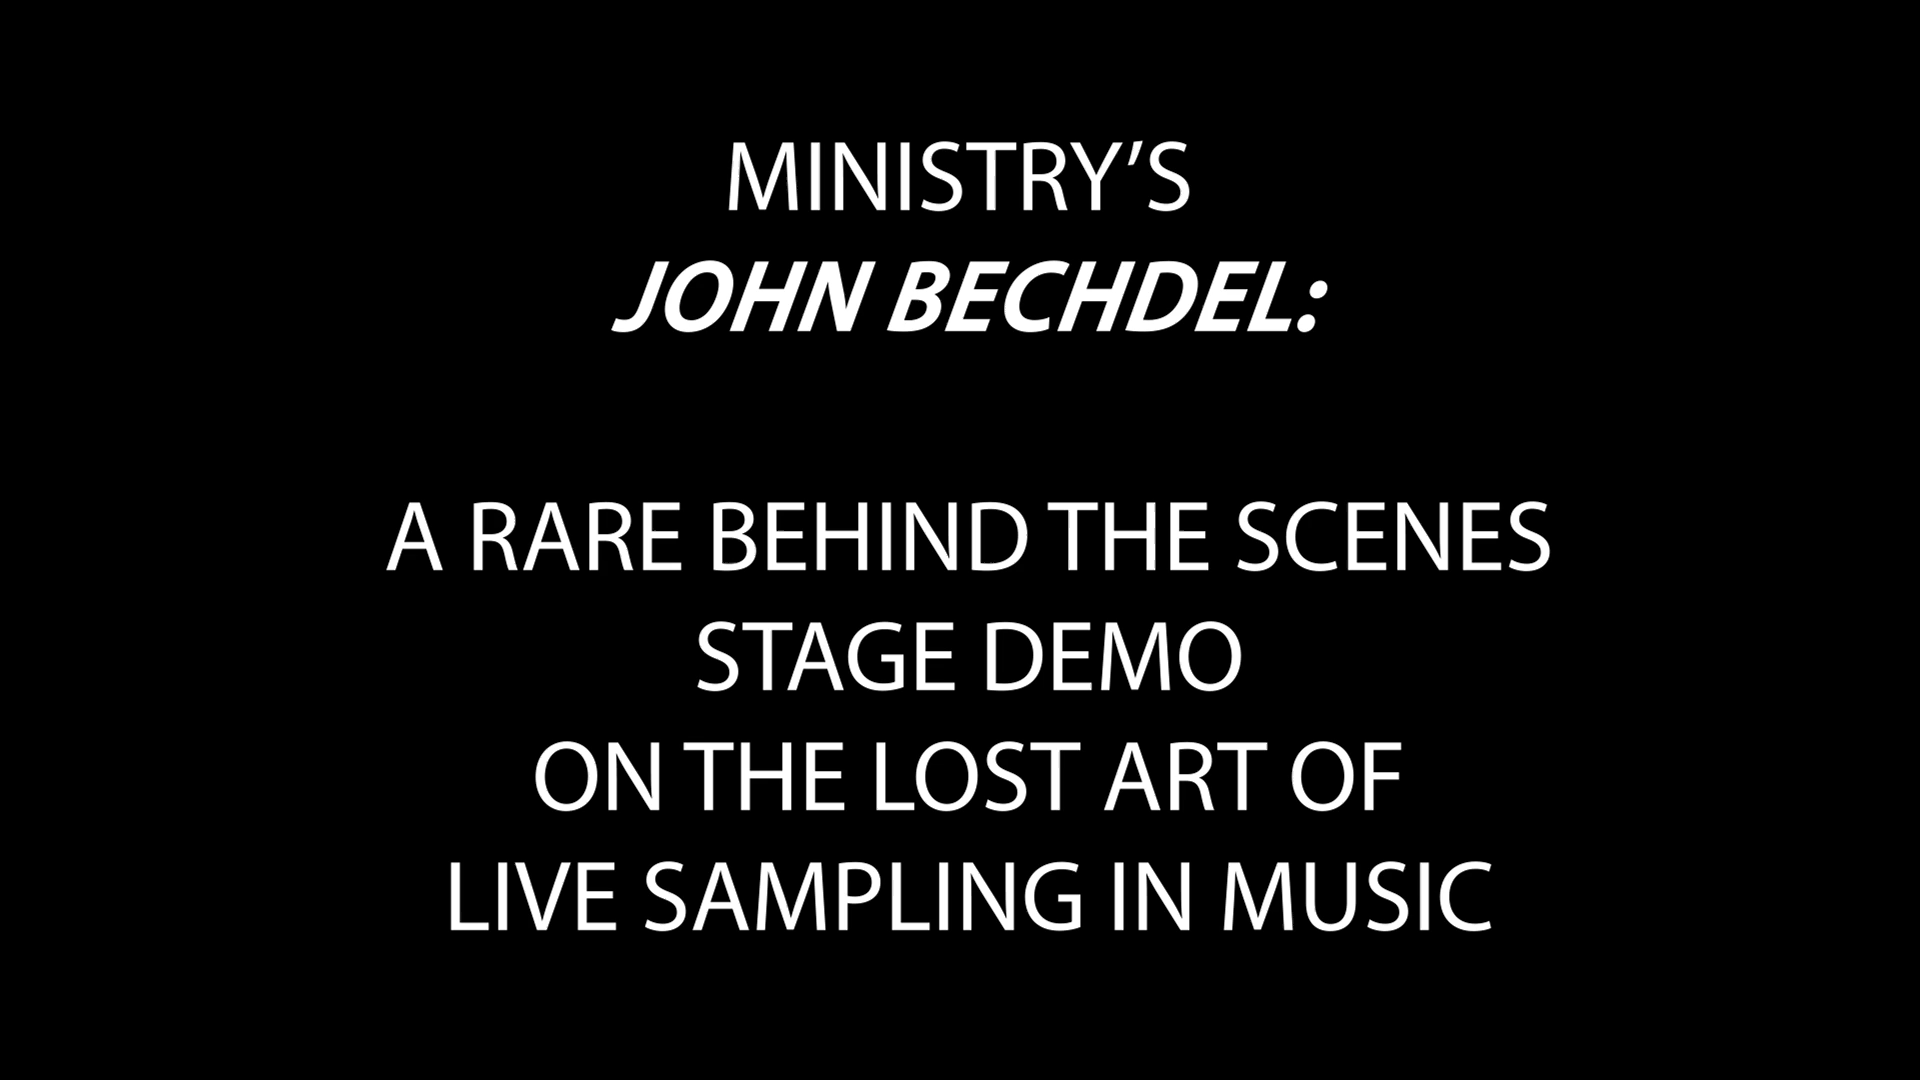 MINISTRY’S
JOHN BECHDEL:
A RARE BEHIND THE SCENES
STAGE DEMO
ON THE LOST ART OF
LIVE SAMPLING IN MUSIC